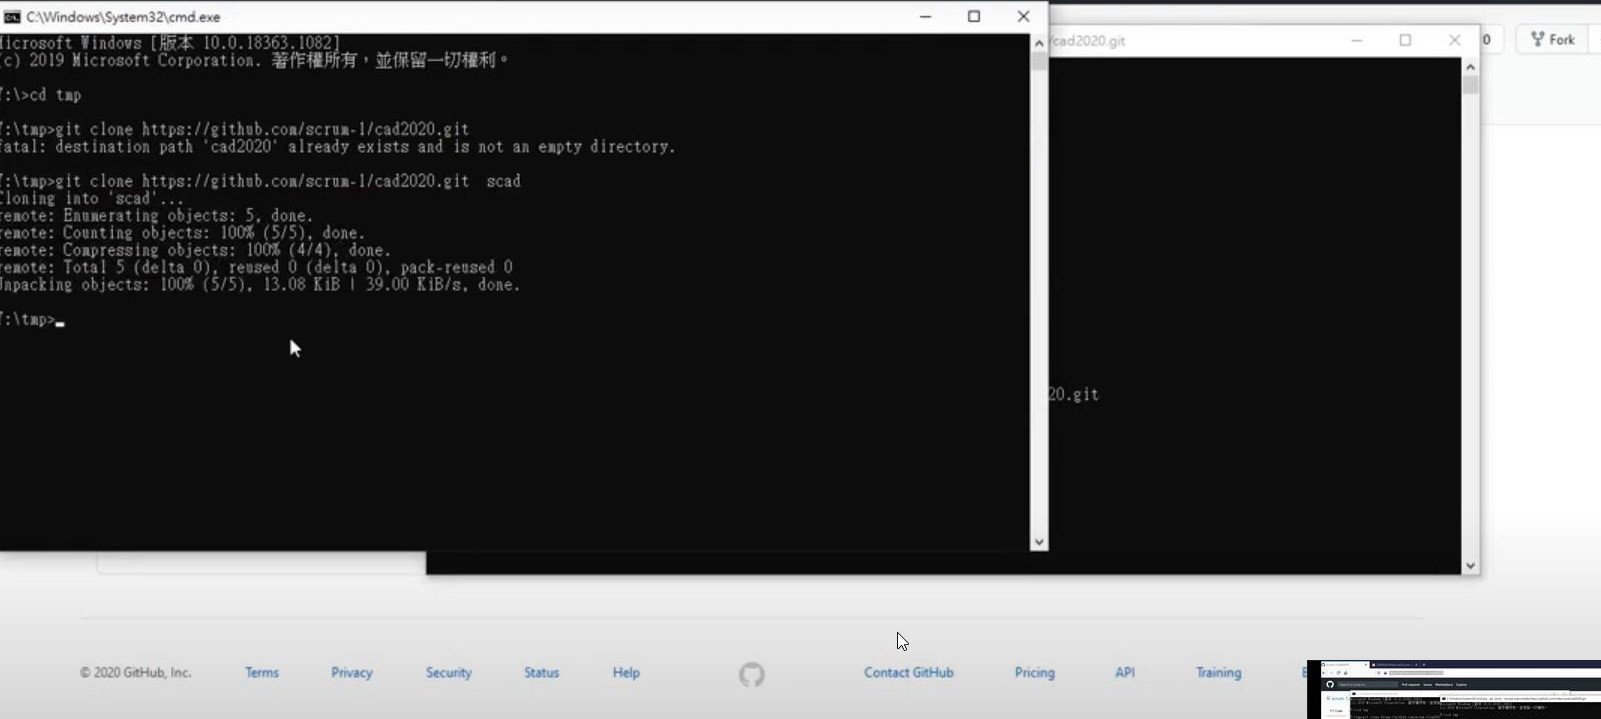 C:\Windows\System32\cmd.exe
Microsoft Windows [版本 10.0.18363.1082]
(c) 2019 Microsoft Corporation. 著作權所有，並保留一切權利。
:\>cd tmp
:\tmp>git clone https://github.com/scrum-1/cad2020.git
fatal: destination path 'cad2020' already exists and is not an empty directory.
:\tmp>git clone https://github.com/scrum-1/cad2020.git  scad
Cloning into 'scad'...
remote: Enumerating objects: 5, done.
remote: Counting objects: 100% (5/5), done.
remote: Compressing objects: 100% (4/4), done.
remote: Total 5 (delta 0), reused 0 (delta 0), pack-reused 0
Unpacking objects: 100% (5/5), 13.08 KiB | 39.00 KiB/s, done.
:\tmp>
/cad2020.git
20.git
0
Fork
© 2020 GitHub, Inc.
Terms
Privacy
Security
Status
Help
Contact GitHub
Pricing
API
Training